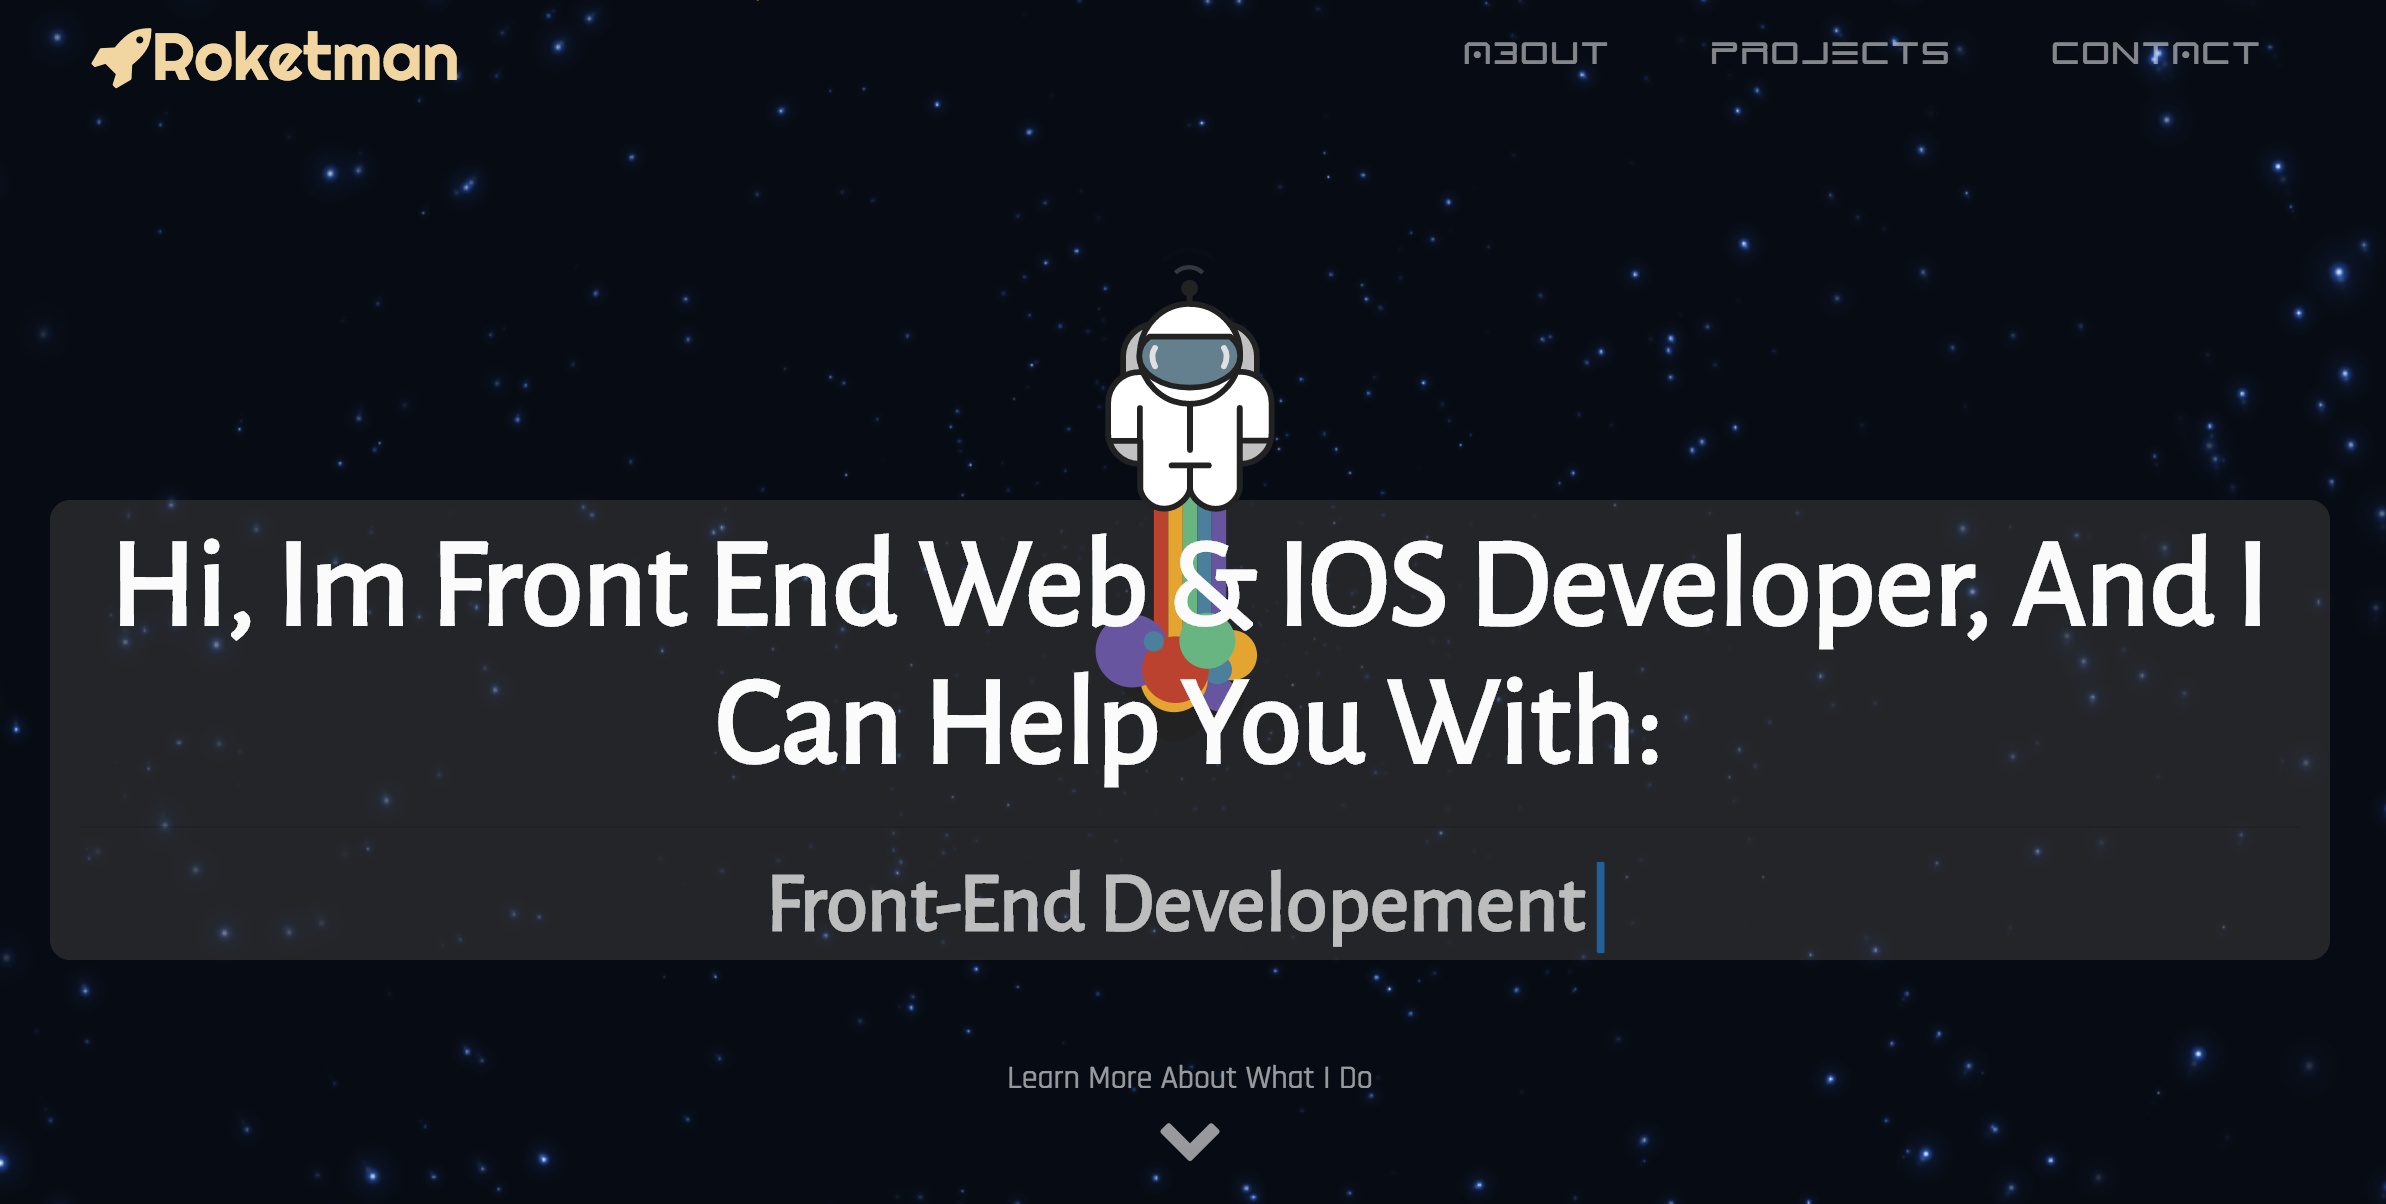 Roketman
ABOUT PROJECTS CONTACT
Hi, Im Front End Web & IOS Developer, And I
Can Help You With:
Front-End Developement
Learn More About What I Do